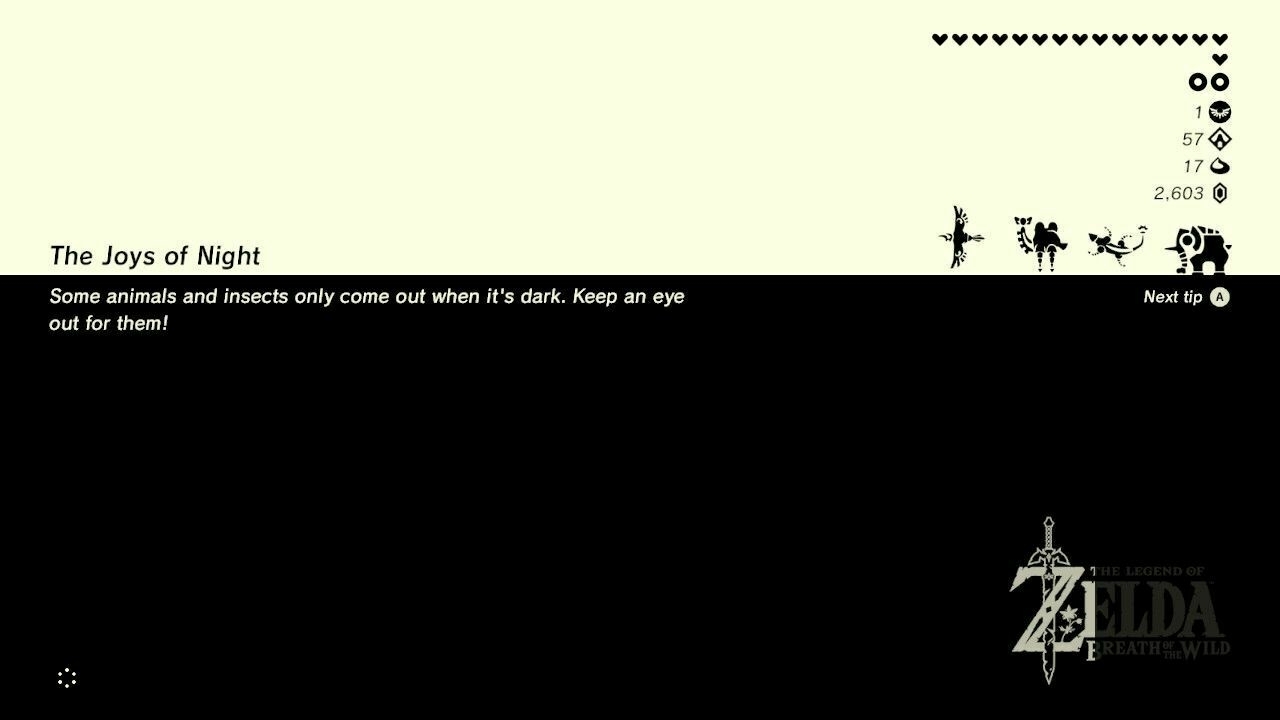 1
57
17
2,603
The Joys of Night
Some animals and insects only come out when it's dark. Keep an eye
out for them!
Next tip A
THE LEGEND OF
ZELDA
BREATH OF THE WILD